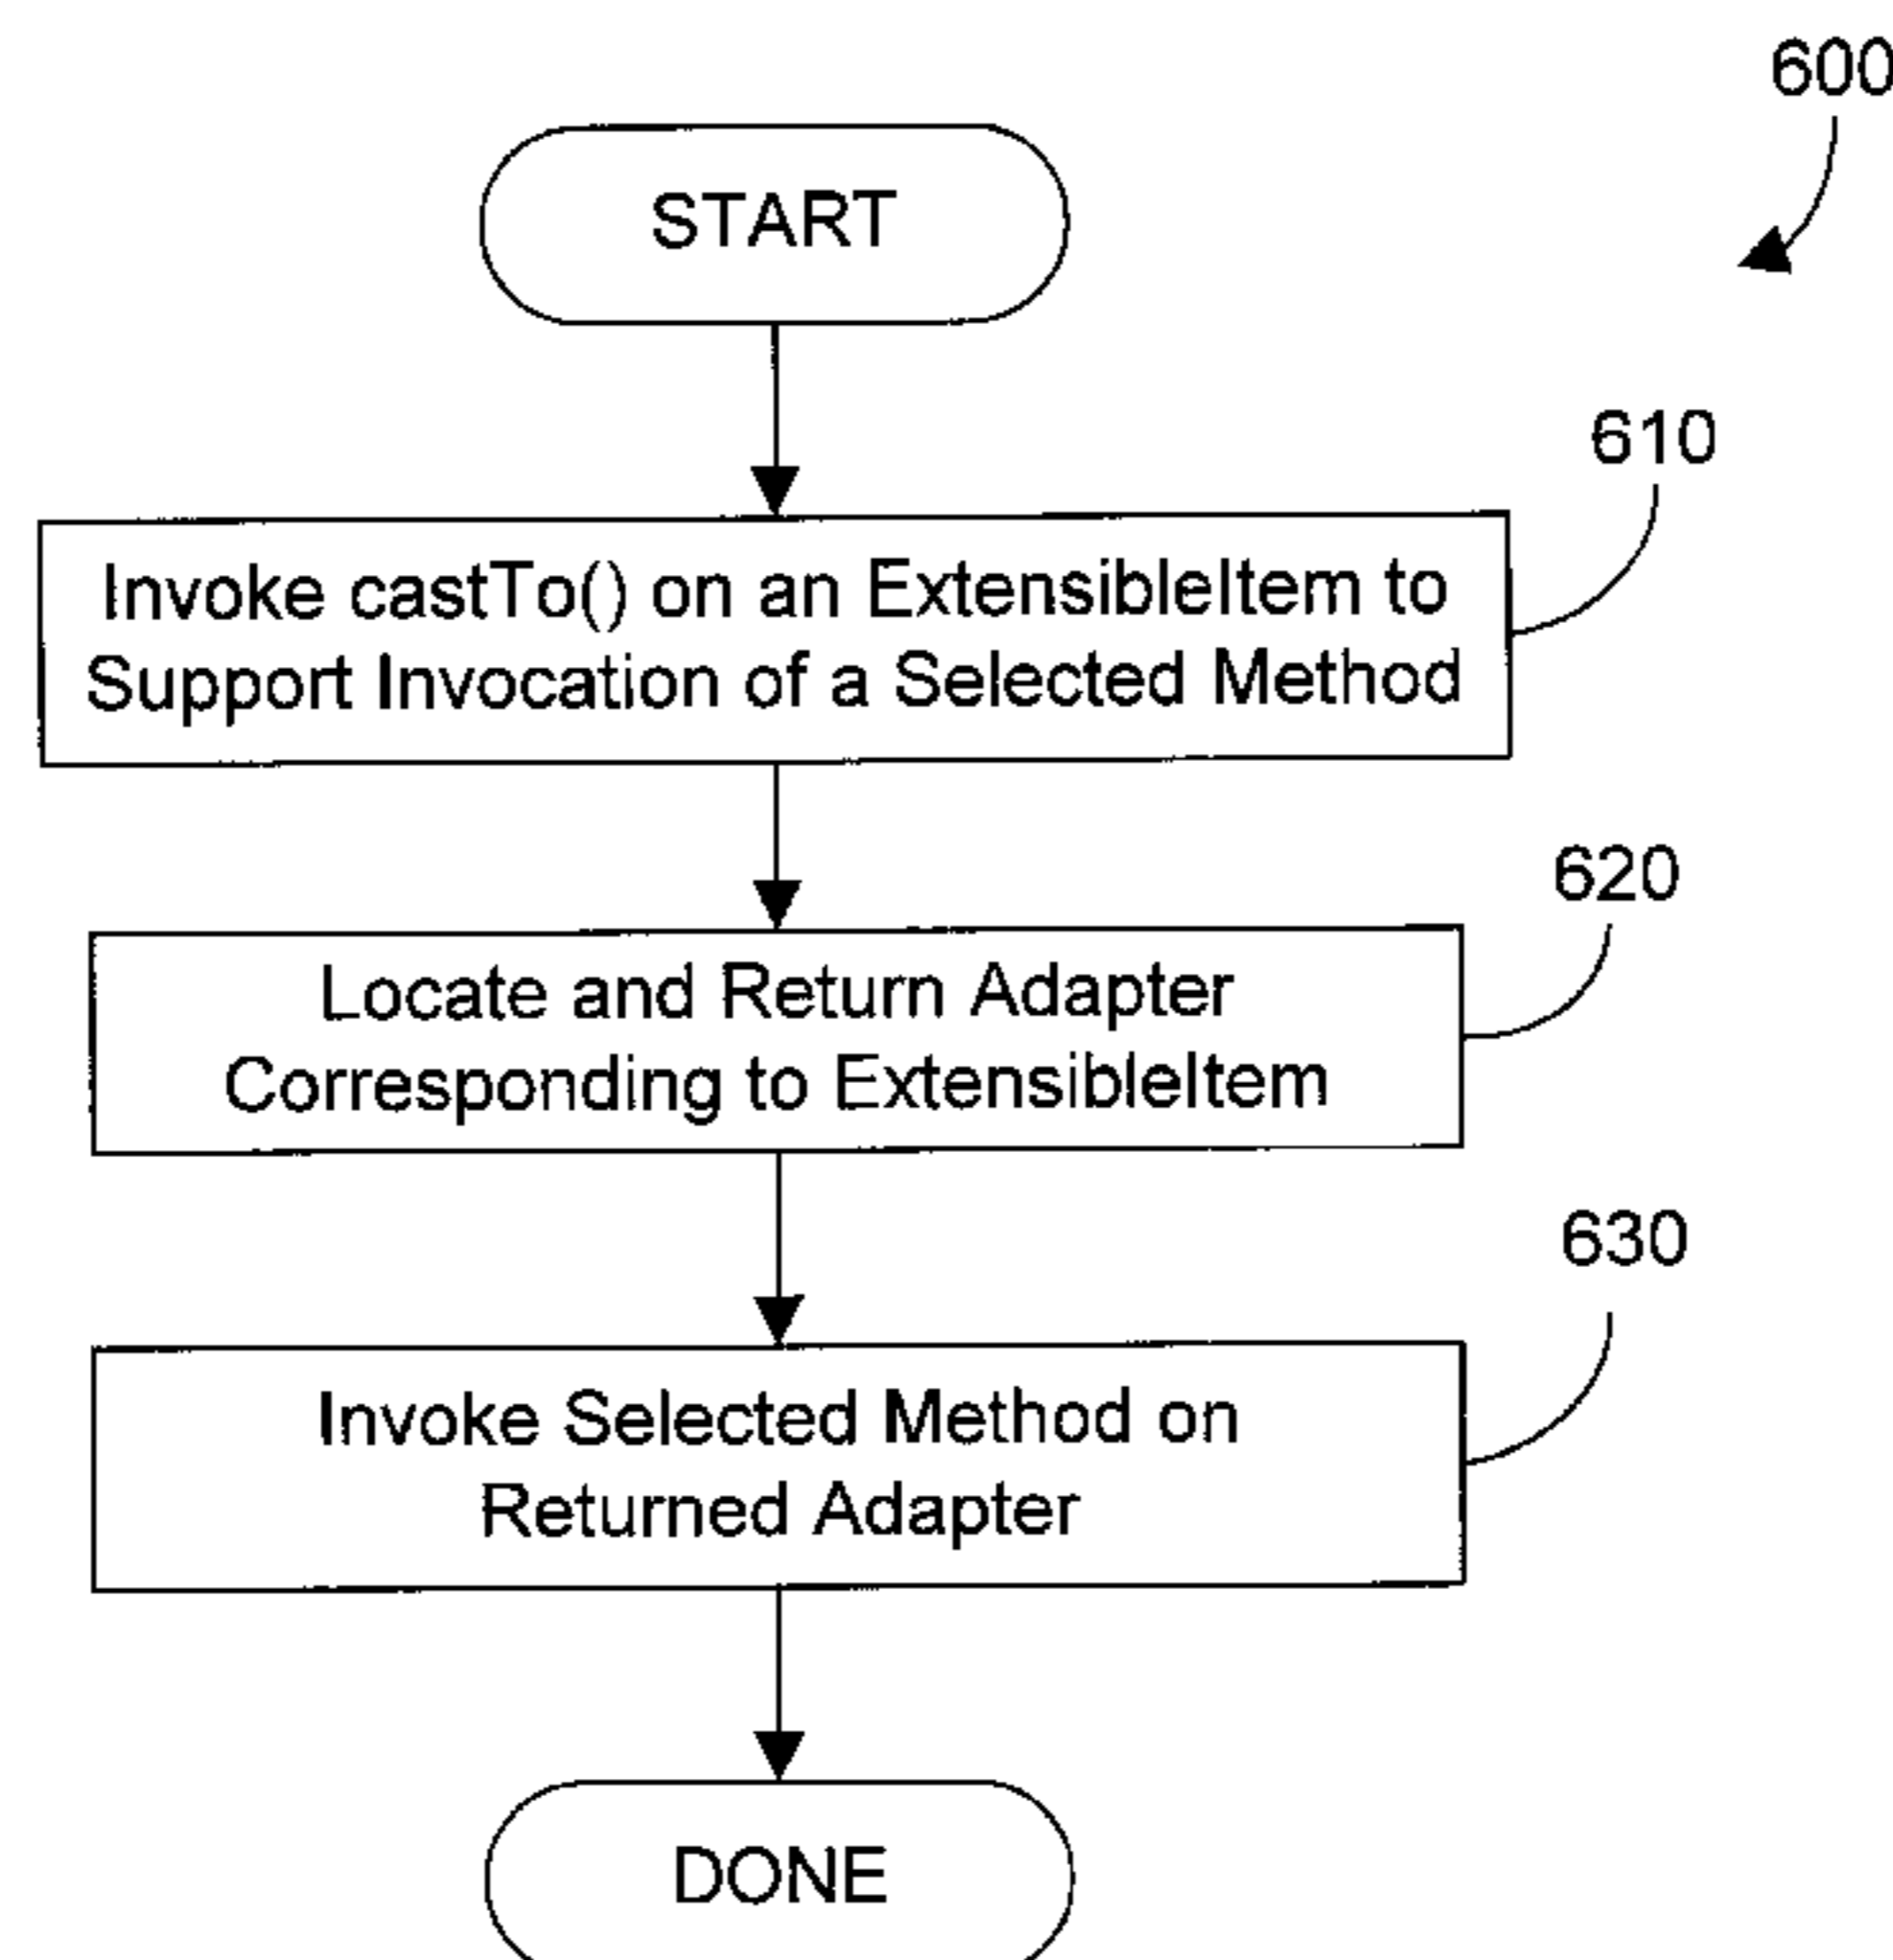 600
START
610
Invoke castTo() on an ExtensibleItem to
Support Invocation of a Selected Method
620
Locate and Return Adapter
Corresponding to ExtensibleItem
630
Invoke Selected Method on
Returned Adapter
DONE